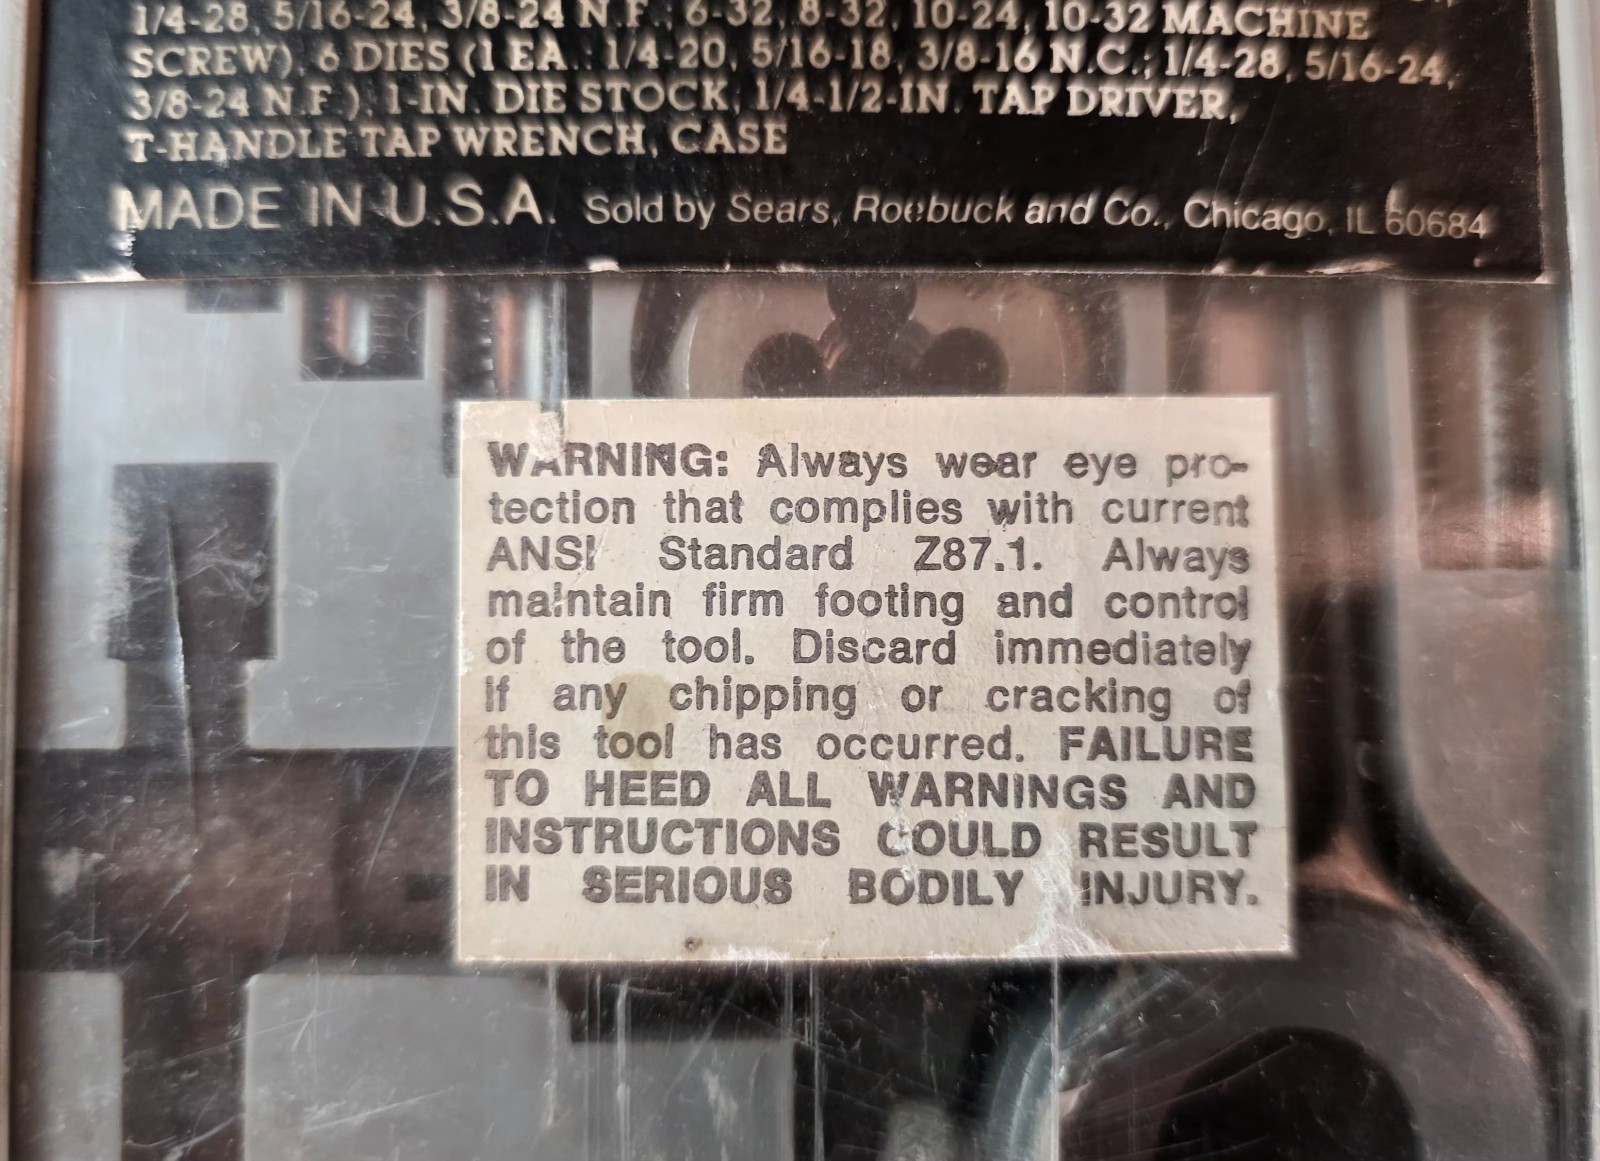 1/4-28, 5/16-24, 3/8-24 N.F.; 6-32, 8-32, 10-24, 10-32 MACHINE
SCREW), 6 DIES (1 EA.: 1/4-20, 5/16-18, 3/8-16 N.C.; 1/4-28, 5/16-24,
3/8-24 N.F.), 1-IN. DIE STOCK, 1/4-1/2-IN. TAP DRIVER,
T-HANDLE TAP WRENCH, CASE
MADE IN U.S.A. Sold by Sears, Roebuck and Co., Chicago, IL 60684
WARNING: Always wear eye pro-
tection that complies with current
ANSI Standard Z87.1. Always
maintain firm footing and control
of the tool. Discard immediately
if any chipping or cracking of
this tool has occurred. FAILURE
TO HEED ALL WARNINGS AND
INSTRUCTIONS COULD RESULT
IN SERIOUS BODILY INJURY.